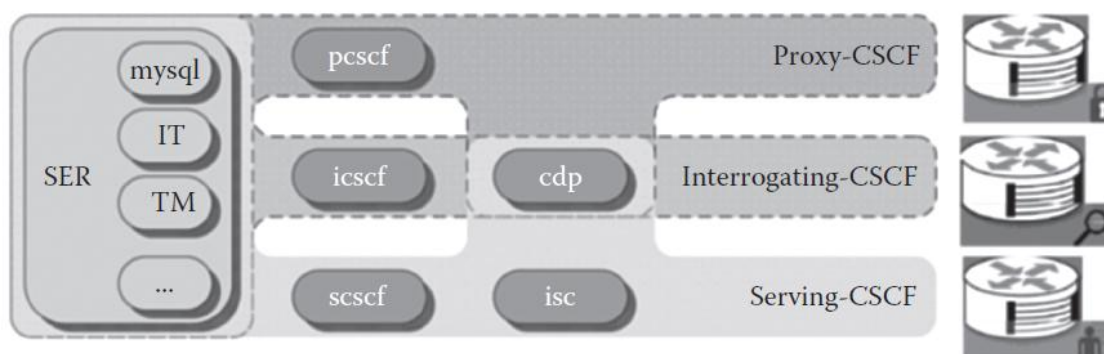 mysql
IT
SER
TM
...
pcscf
Proxy-CSCF
icscf
cdp
Interrogating-CSCF
scscf
isc
Serving-CSCF